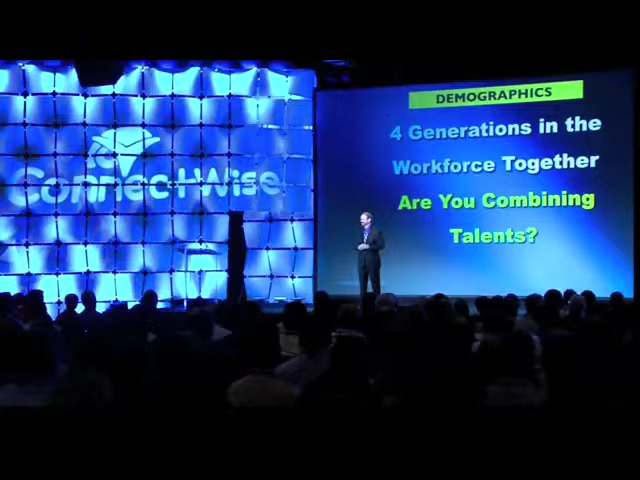 ConnectWise
DEMOGRAPHICS
4 Generations in the
Workforce Together
Are You Combining
Talents?